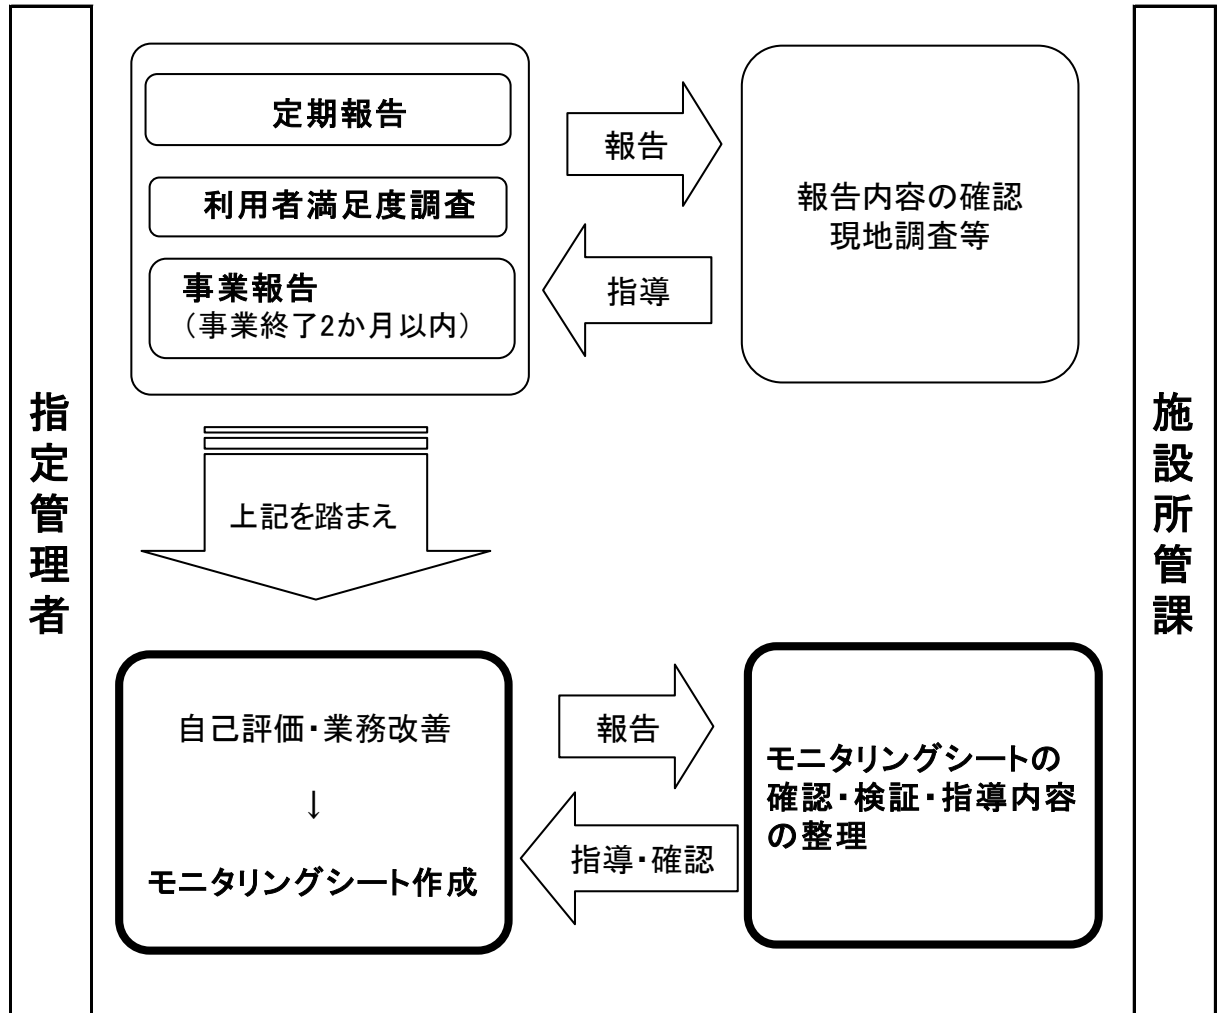 指定管理者
定期報告
利用者満足度調査
事業報告
（事業終了2か月以内）
報告
指導
報告内容の確認
現地調査等
上記を踏まえ
自己評価・業務改善
↓
モニタリングシート作成
報告
指導・確認
モニタリングシートの
確認・検証・指導内容
の整理
施設所管課